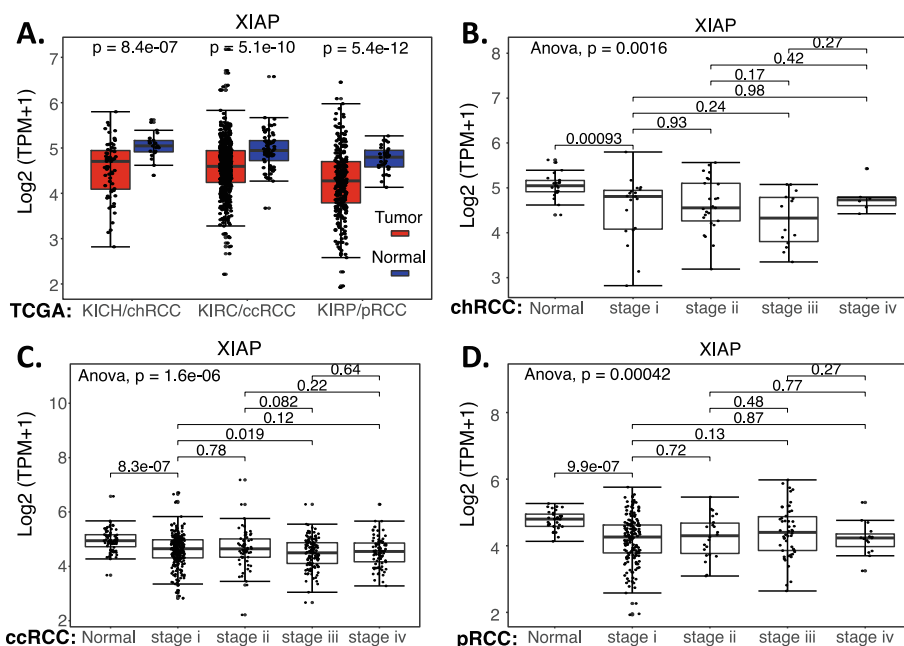 A.
XIAP
p = 8.4e-07 p = 5.1e-10 p = 5.4e-12
Log2 (TPM+1)
7
6
5
4
3
2
Tumor
Normal
TCGA: KICH/chRCC KIRC/ccRCC KIRP/pRCC
B.
XIAP
Anova, p = 0.0016
0.27
0.42
0.17
0.98
0.24
0.93
0.00093
Log2 (TPM+1)
8
7
6
5
4
3
chRCC: Normal stage i stage ii stage iii stage iv
C.
XIAP
Anova, p = 1.6e-06
0.64
0.22
0.082
0.12
0.019
0.78
8.3e-07
Log2 (TPM+1)
10
8
6
4
2
ccRCC: Normal stage i stage ii stage iii stage iv
D.
XIAP
Anova, p = 0.00042
0.27
0.77
0.48
0.87
0.13
0.72
9.9e-07
Log2 (TPM+1)
8
6
4
2
pRCC: Normal stage i stage ii stage iii stage iv